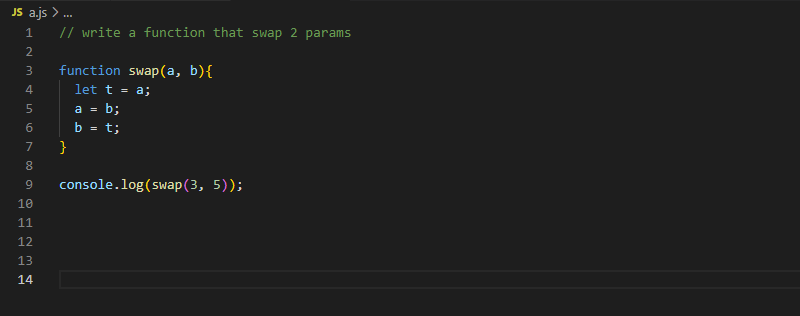 JS a.js > ...
1 // write a function that swap 2 params
2
3 function swap(a, b){
4   let t = a;
5   a = b;
6   b = t;
7 }
8
9 console.log(swap(3, 5));
10
11
12
13
14